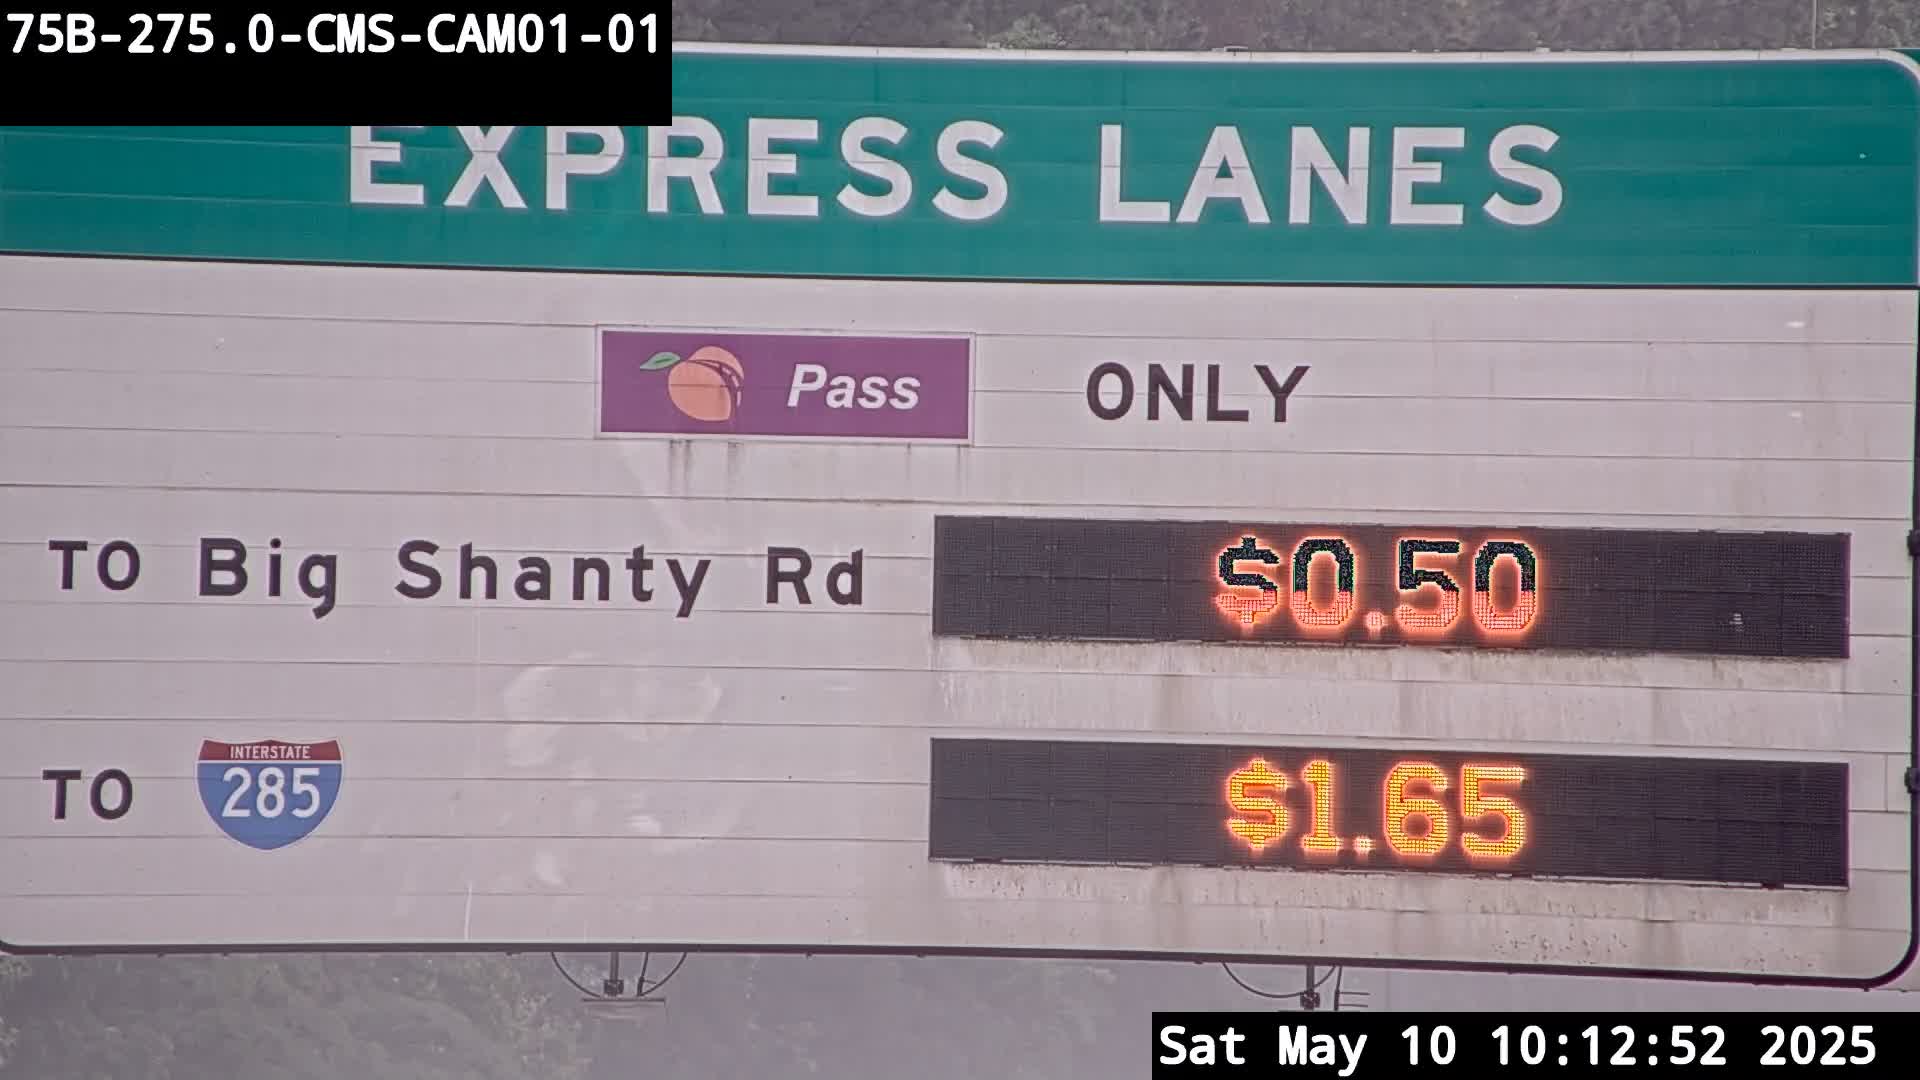 75B-275.0-CMS-CAM01-01
EXPRESS LANES
Pass ONLY
TO Big Shanty Rd $0.50
INTERSTATE
TO 285 $1.65
Sat May 10 10:12:52 2025